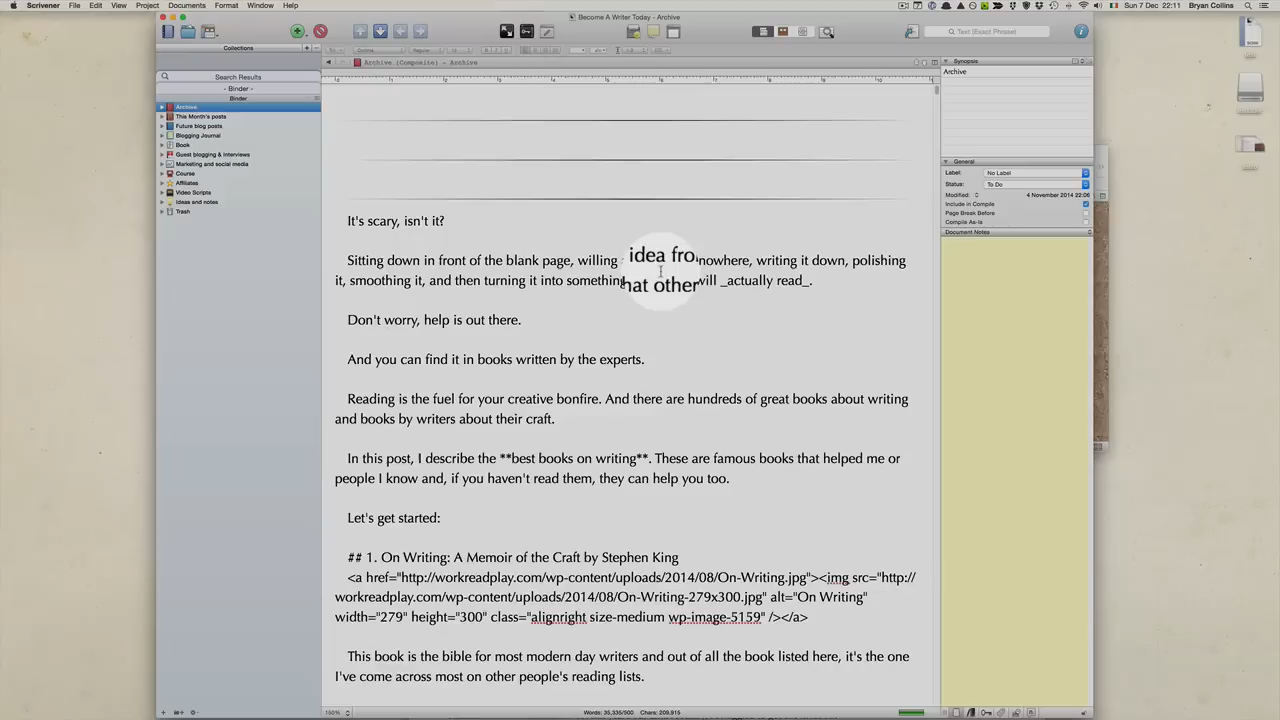 Scrivener File Edit View Project Documents Format Window Help
Sun 7 Dec 22:11 Bryan Collins
Become A Writer Today - Archive
Text (Exact Phrase)
Collections
Search Results
- Binder -
Binder
Archive
This Month's posts
Future blog posts
Blogging Journal
Book
Guest blogging & Interviews
Marketing and social media
Course
Affiliates
Video Scripts
Ideas and notes
Trash
Archive (Composite) - Archive
It's scary, isn't it?
Sitting down in front of the blank page, willing idea fro nowhere, writing it down, polishing
it, smoothing it, and then turning it into something hat other will _actually read_.
Don't worry, help is out there.
And you can find it in books written by the experts.
Reading is the fuel for your creative bonfire. And there are hundreds of great books about writing
and books by writers about their craft.
In this post, I describe the **best books on writing**. These are famous books that helped me or
people I know and, if you haven't read them, they can help you too.
Let's get started:
## 1. On Writing: A Memoir of the Craft by Stephen King
<a href="http://workreadplay.com/wp-content/uploads/2014/08/On-Writing.jpg"><img src="http://
workreadplay.com/wp-content/uploads/2014/08/On-Writing-279x300.jpg" alt="On Writing"
width="279" height="300" class="alignright size-medium wp-image-5159" /></a>
This book is the bible for most modern day writers and out of all the book listed here, it's the one
I've come across most on other people's reading lists.
150%
Words: 35,335/500 Chars: 209,915
Synopsis
Archive
General
Label: No Label
Status: To Do
Modified: 4 November 2014 22:06
Include in Compile
Page Break Before
Compile As-Is
Document Notes